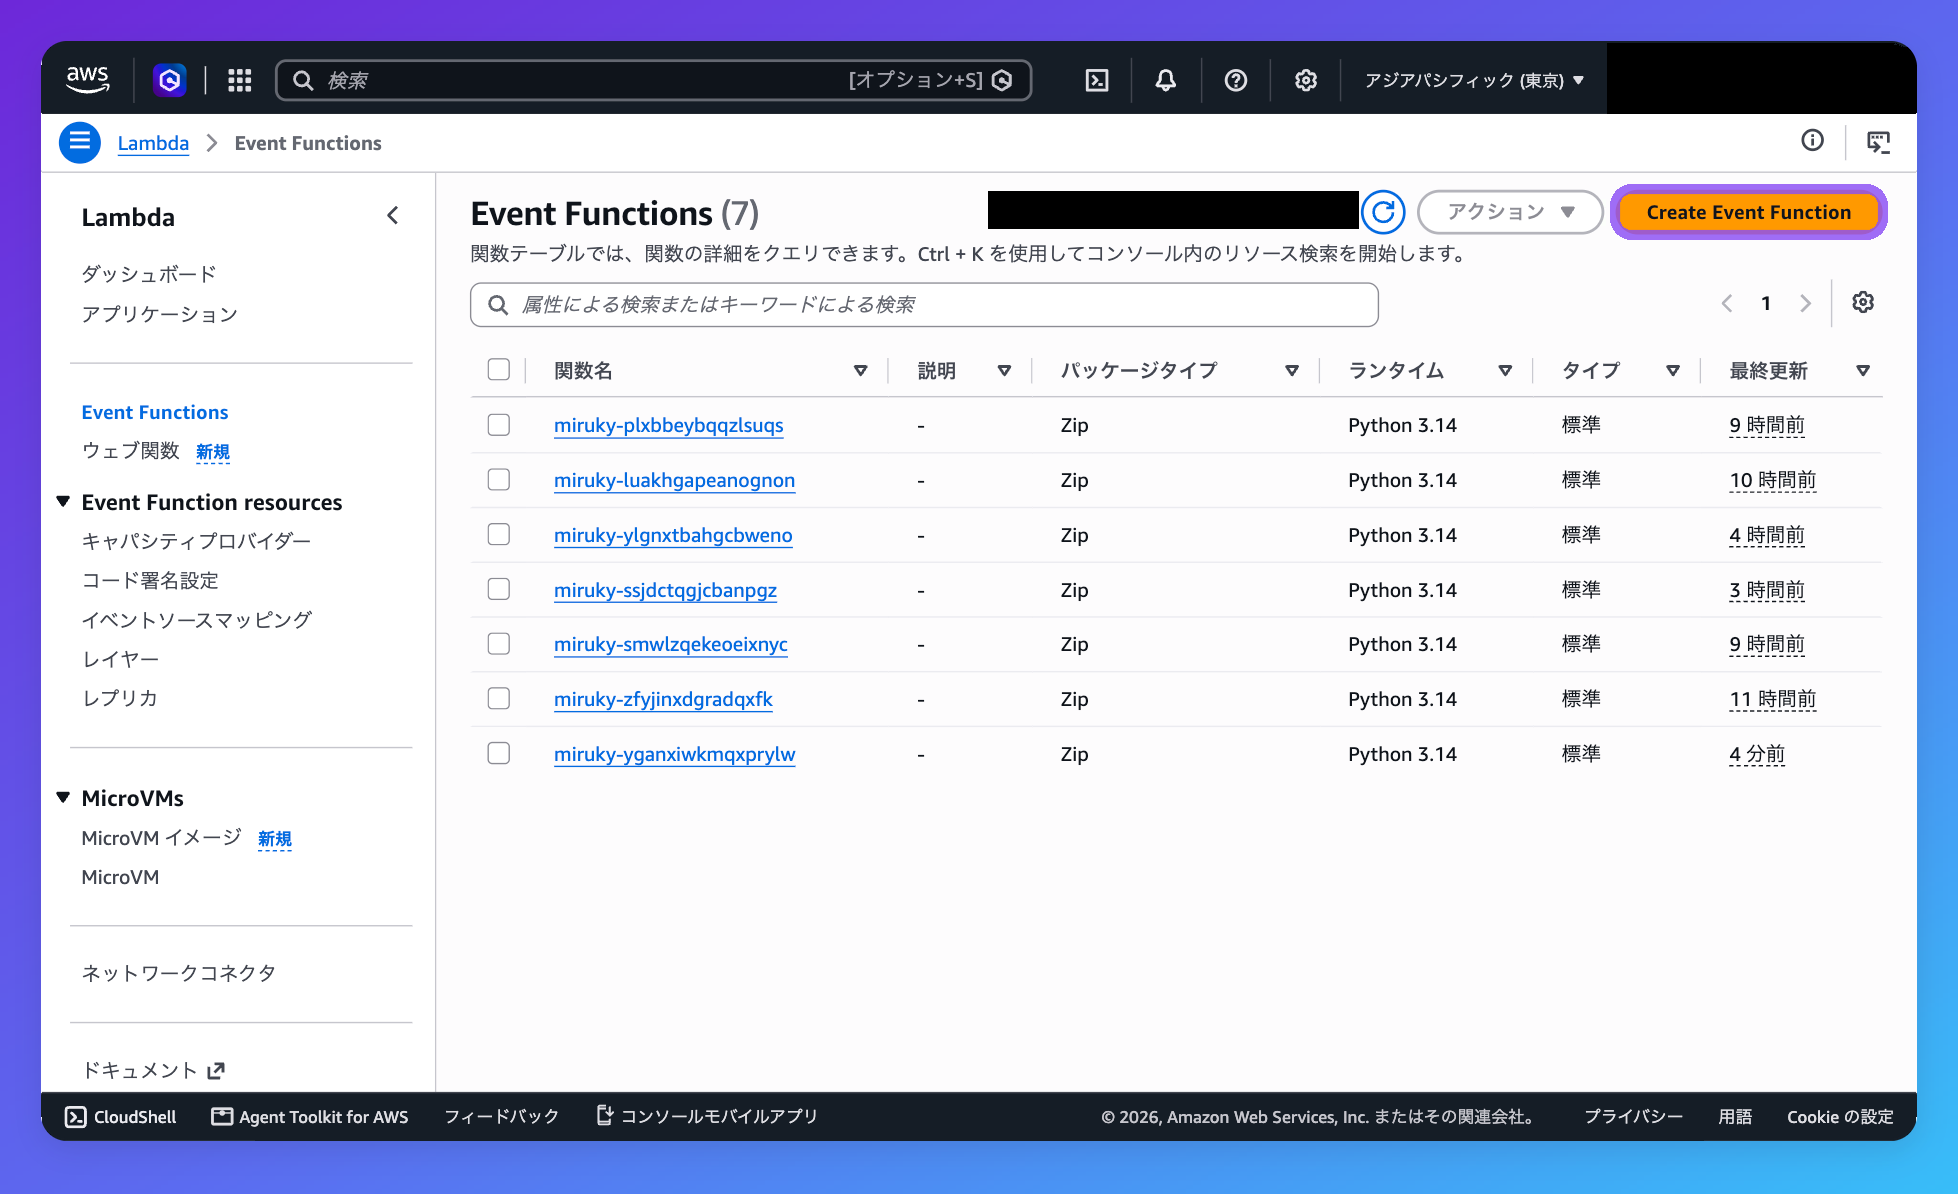 aws
検索 [オプション+S]
アジアパシフィック (東京) ▼
Lambda > Event Functions
Lambda
ダッシュボード
アプリケーション
Event Functions
ウェブ関数 新規
Event Function resources
キャパシティプロバイダー
コード署名設定
イベントソースマッピング
レイヤー
レプリカ
MicroVMs
MicroVM イメージ 新規
MicroVM
ネットワークコネクタ
ドキュメント
Event Functions (7)
アクション ▼
Create Event Function
関数テーブルでは、関数の詳細をクエリできます。Ctrl + K を使用してコンソール内のリソース検索を開始します。
属性による検索またはキーワードによる検索
1
関数名 説明 パッケージタイプ ランタイム タイプ 最終更新
miruky-plxbbeybqqzlsuqs - Zip Python 3.14 標準 9 時間前
miruky-luakhgapeanognon - Zip Python 3.14 標準 10 時間前
miruky-ylgnxtbahgcbweno - Zip Python 3.14 標準 4 時間前
miruky-ssjdctqgjcbanpgz - Zip Python 3.14 標準 3 時間前
miruky-smwlzqekeoeixnyc - Zip Python 3.14 標準 9 時間前
miruky-zfyjinxdgradqxfk - Zip Python 3.14 標準 11 時間前
miruky-yganxiwkmqxprylw - Zip Python 3.14 標準 4 分前
CloudShell Agent Toolkit for AWS フィードバック コンソールモバイルアプリ © 2026, Amazon Web Services, Inc. またはその関連会社。 プライバシー 用語 Cookie の設定